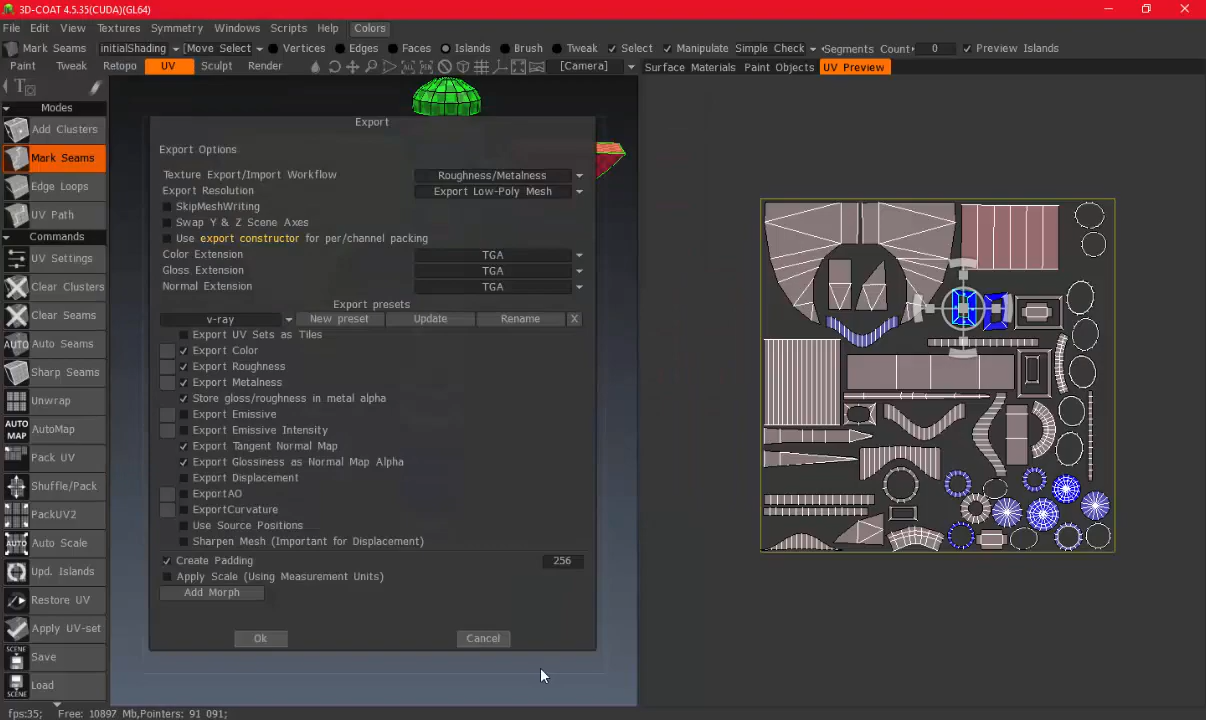 3D-COAT 4.5.35(CUDA)(GL64)
File Edit View Textures Symmetry Windows Scripts Help Colors
Mark Seams initialShading [Move Select Vertices Edges Faces Islands Brush Tweak Select Manipulate Simple Check Segments Count: 0 Preview Islands
Paint Tweak Retopo UV Sculpt Render [Camera] Surface Materials Paint Objects UV Preview
Modes
Add Clusters
Mark Seams
Edge Loops
UV Path
Commands
UV Settings
Clear Clusters
Clear Seams
Auto Seams
Sharp Seams
Unwrap
AUTO MAP AutoMap
Pack UV
Shuffle/Pack
PackUV2
AUTO Auto Scale
Upd. Islands
Restore UV
Apply UV-set
SCENE Save
SCENE Load
Export
Export Options
Texture Export/Import Workflow Roughness/Metalness
Export Resolution Export Low-Poly Mesh
SkipMeshWriting
Swap Y & Z Scene Axes
Use export constructor for per/channel packing
Color Extension TGA
Gloss Extension TGA
Normal Extension TGA
Export presets
v-ray New preset Update Rename X
Export UV Sets as Tiles
Export Color
Export Roughness
Export Metalness
Store gloss/roughness in metal alpha
Export Emissive
Export Emissive Intensity
Export Tangent Normal Map
Export Glossiness as Normal Map Alpha
Export Displacement
ExportAO
ExportCurvature
Use Source Positions
Sharpen Mesh (Important for Displacement)
Create Padding 256
Apply Scale (Using Measurement Units)
Add Morph
Ok Cancel
fps:35; Free: 10897 Mb,Pointers: 91 091;